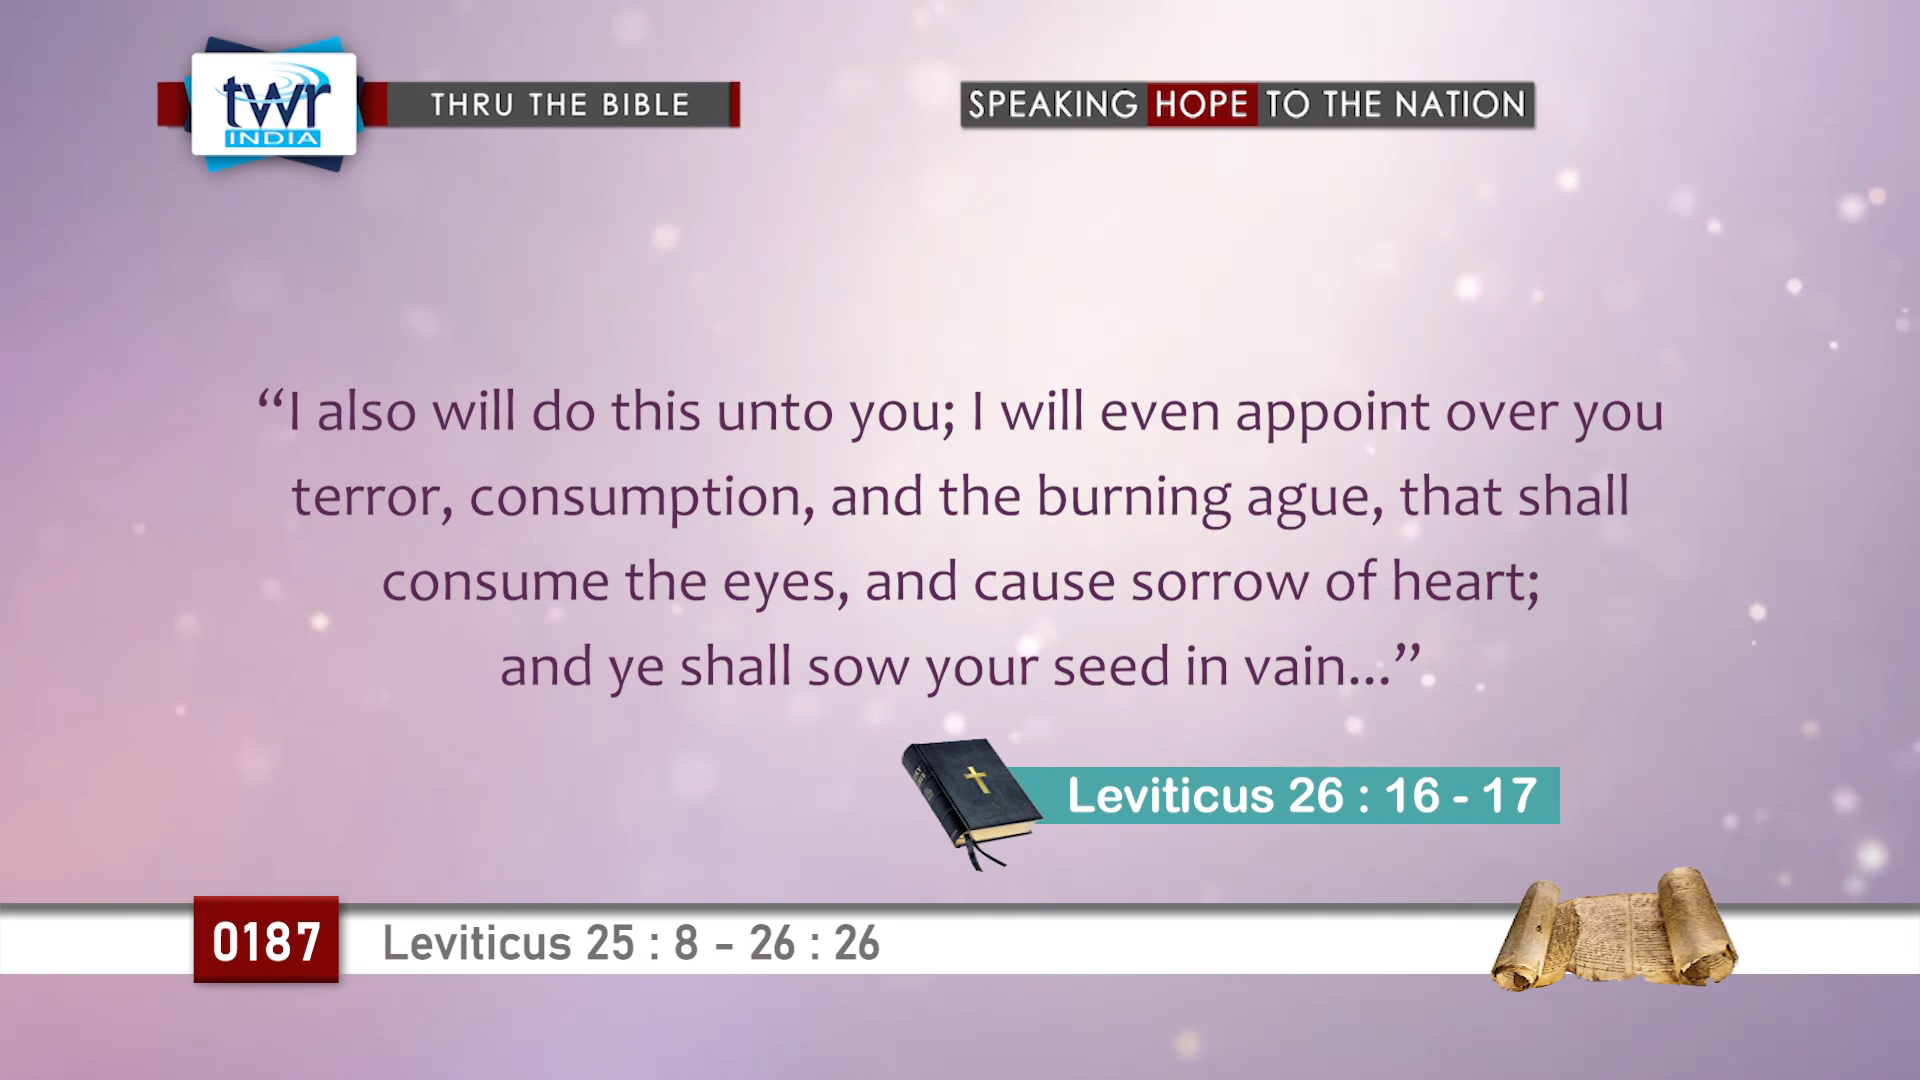 twr
INDIA
THRU THE BIBLE
SPEAKING HOPE TO THE NATION
“I also will do this unto you; I will even appoint over you
terror, consumption, and the burning ague, that shall
consume the eyes, and cause sorrow of heart;
and ye shall sow your seed in vain...”
Leviticus 26 : 16 - 17
0187
Leviticus 25 : 8 - 26 : 26